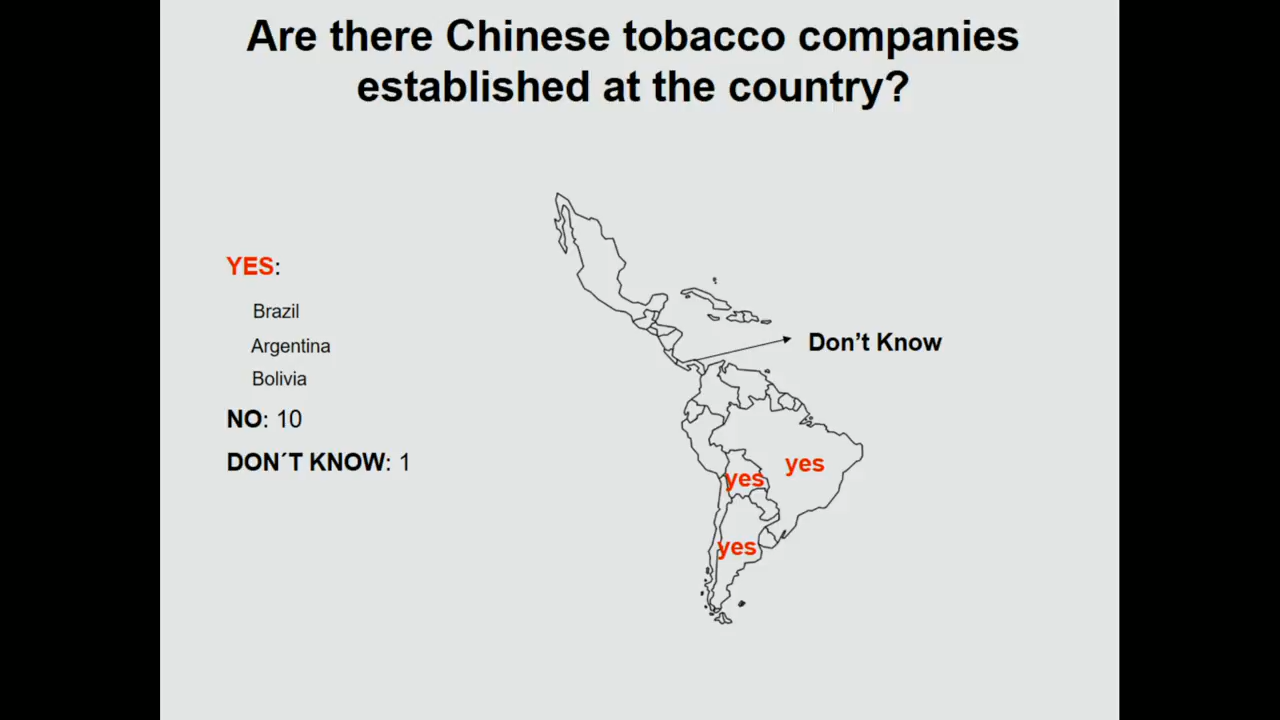 Are there Chinese tobacco companies
established at the country?
YES:
Brazil
Argentina
Bolivia
NO: 10
DON´T KNOW: 1
Don’t Know
yes
yes
yes